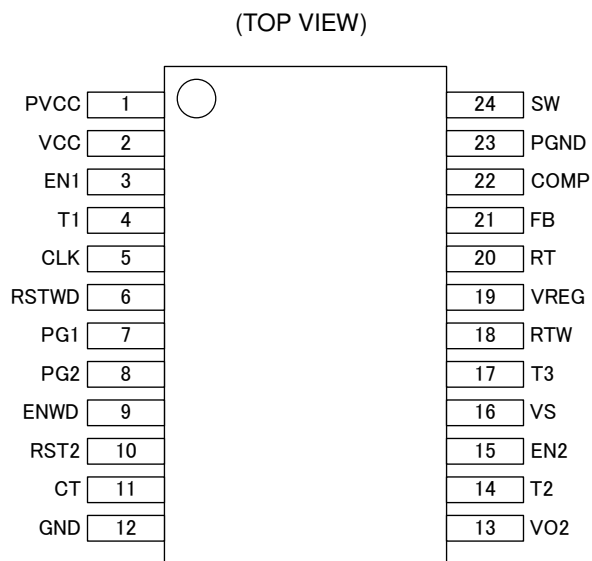 (TOP VIEW)
PVCC 1 24 SW
VCC 2 23 PGND
EN1 3 22 COMP
T1 4 21 FB
CLK 5 20 RT
RSTWD 6 19 VREG
PG1 7 18 RTW
PG2 8 17 T3
ENWD 9 16 VS
RST2 10 15 EN2
CT 11 14 T2
GND 12 13 VO2